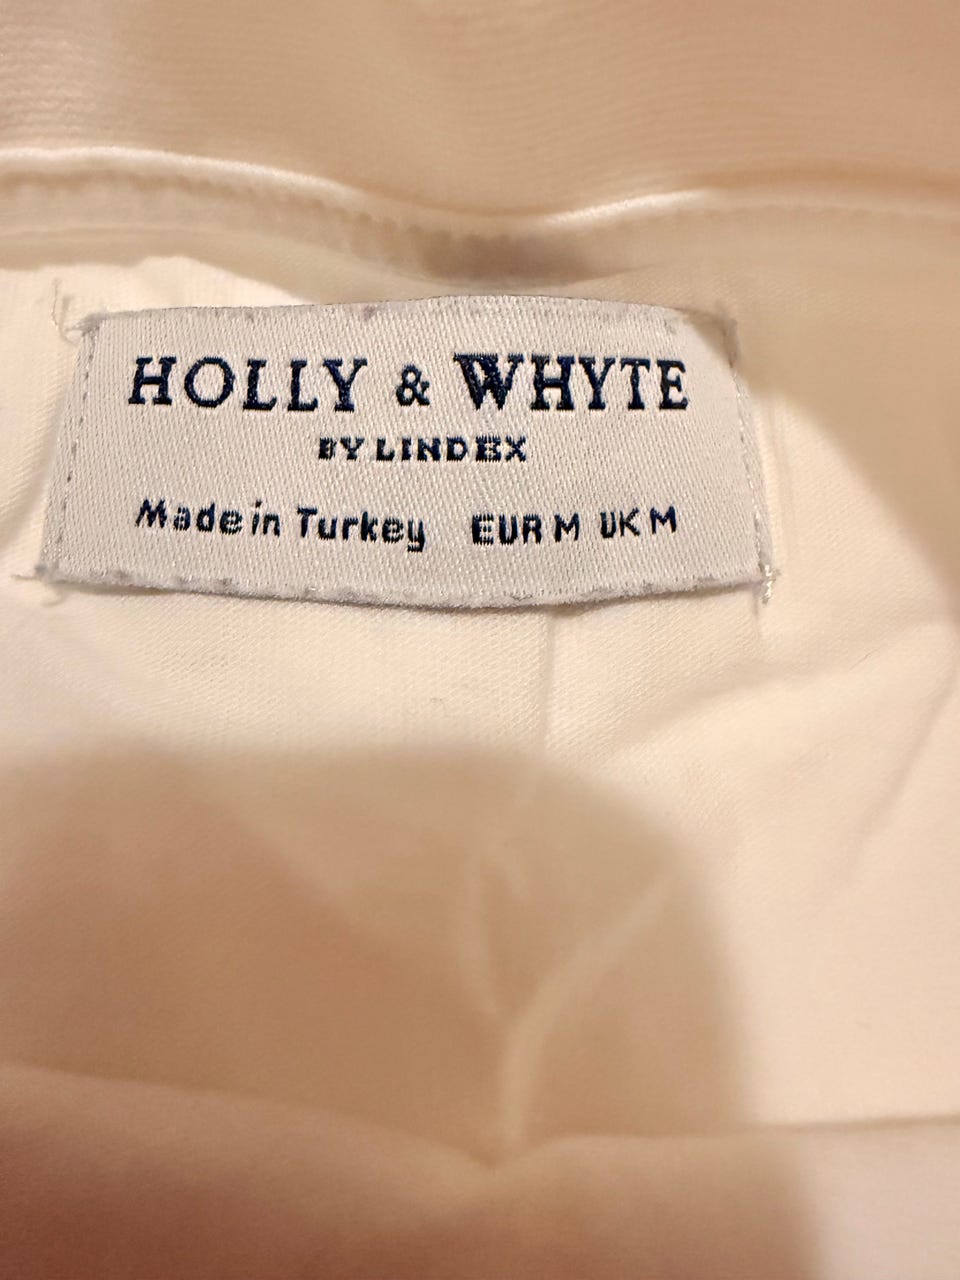 HOLLY & WHYTE
BY LINDEX
Made in Turkey EUR M UK M